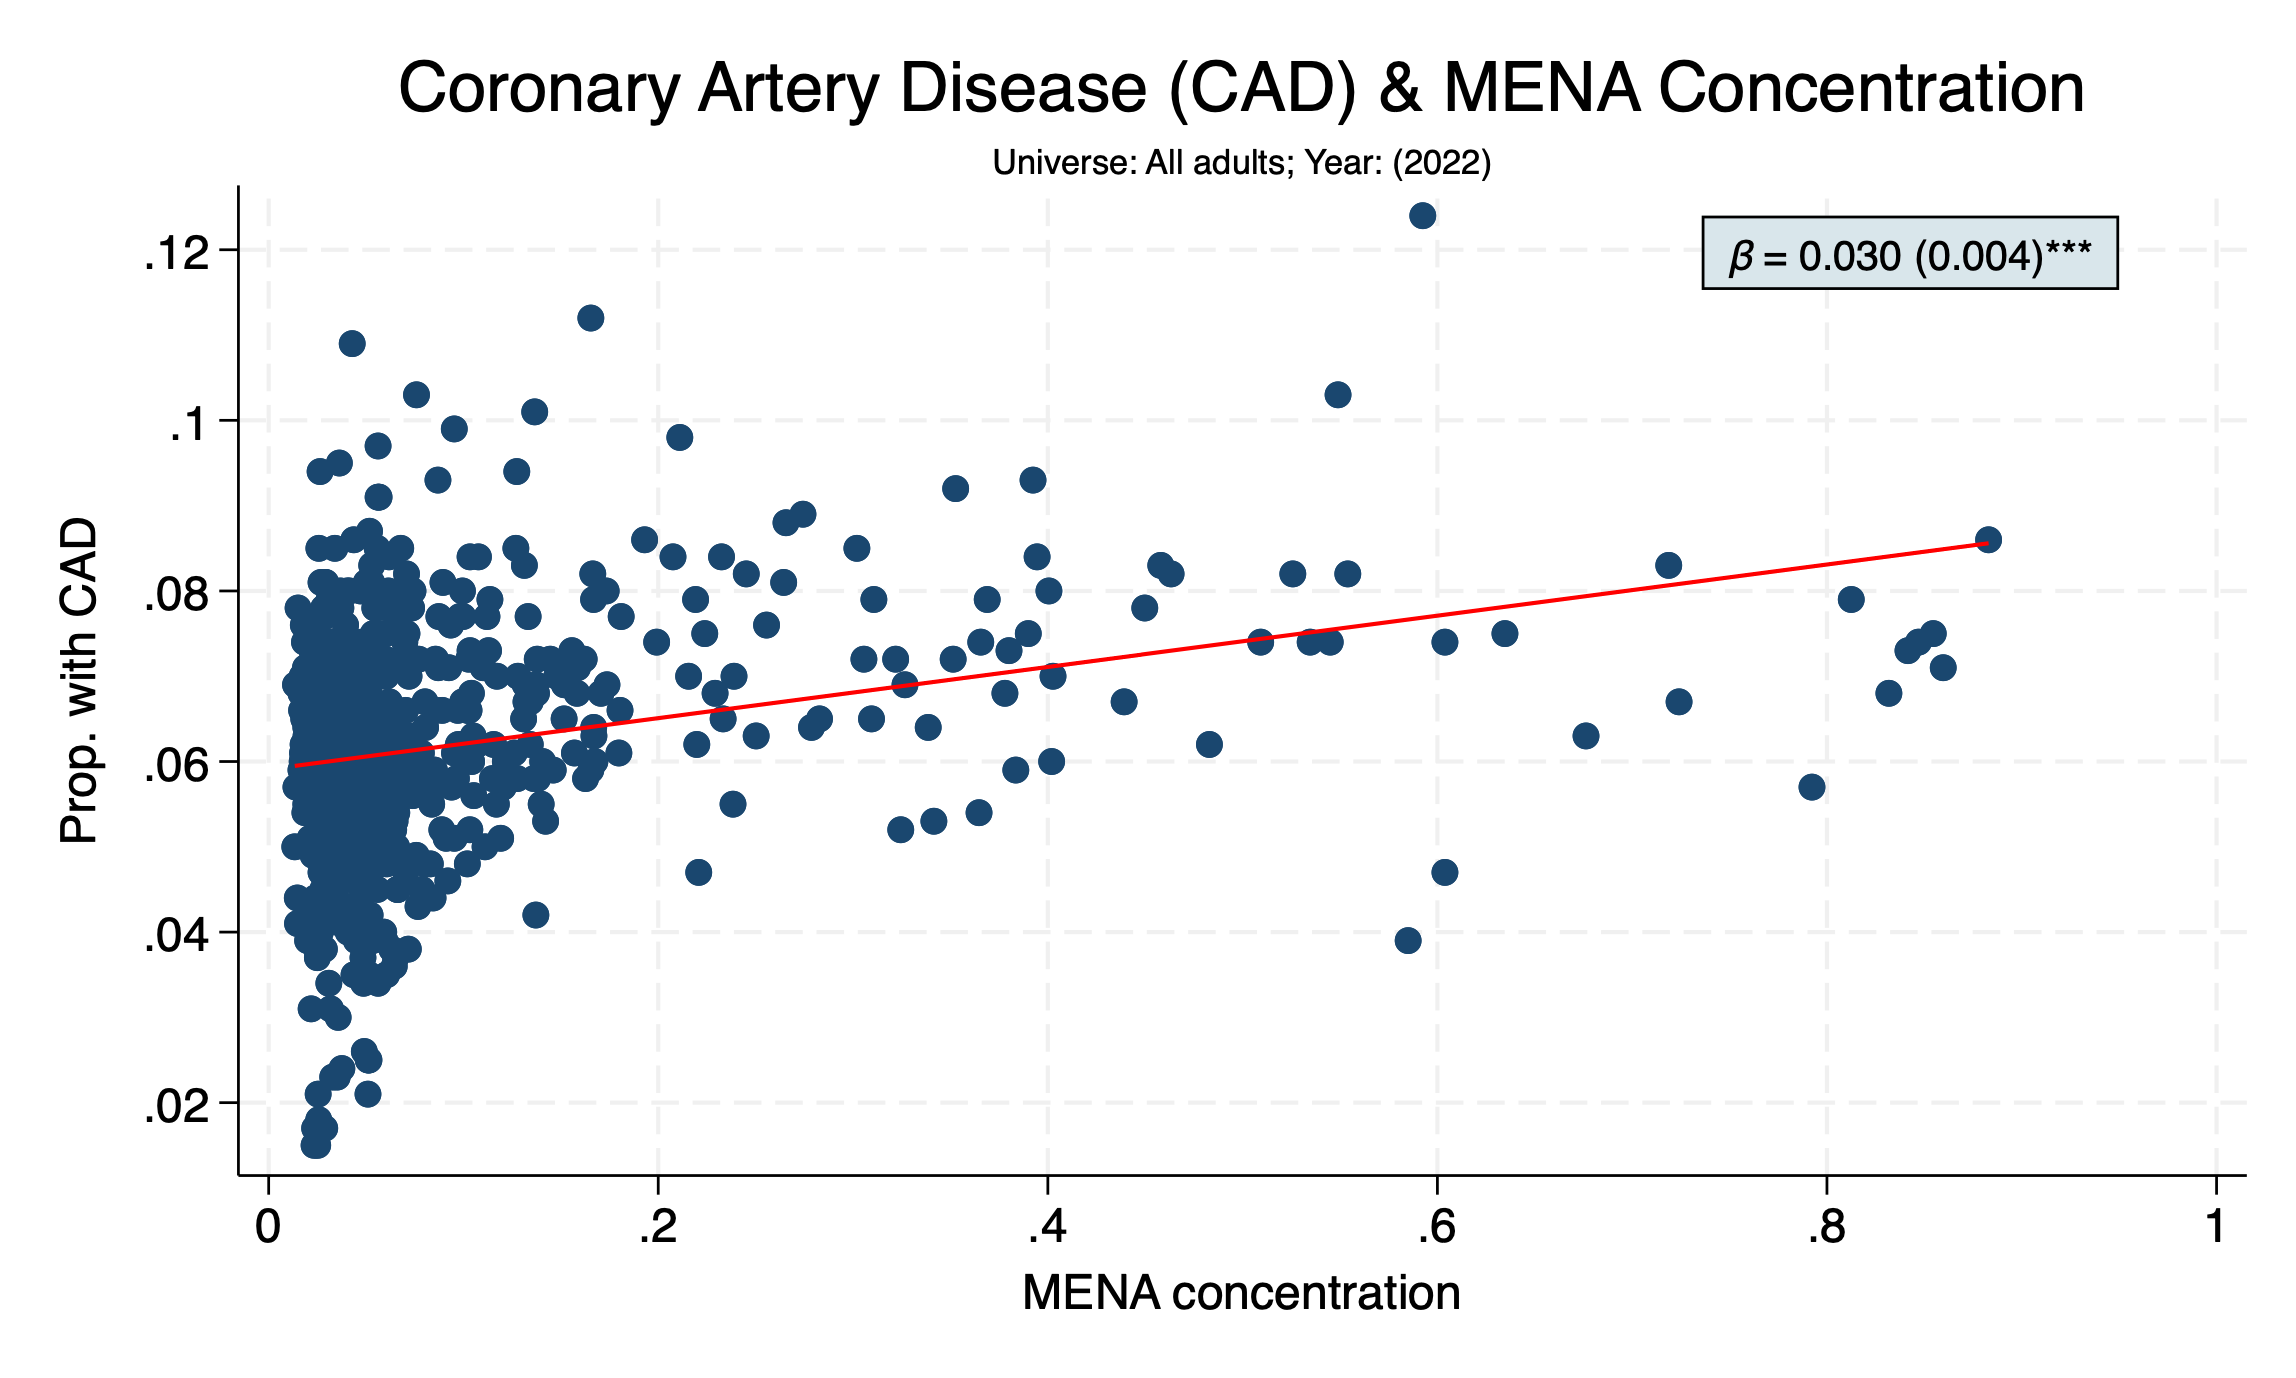 Coronary Artery Disease (CAD) & MENA Concentration
Universe: All adults; Year: (2022)
β = 0.030 (0.004)***
Prop. with CAD
.12
.1
.08
.06
.04
.02
0 .2 .4 .6 .8 1
MENA concentration